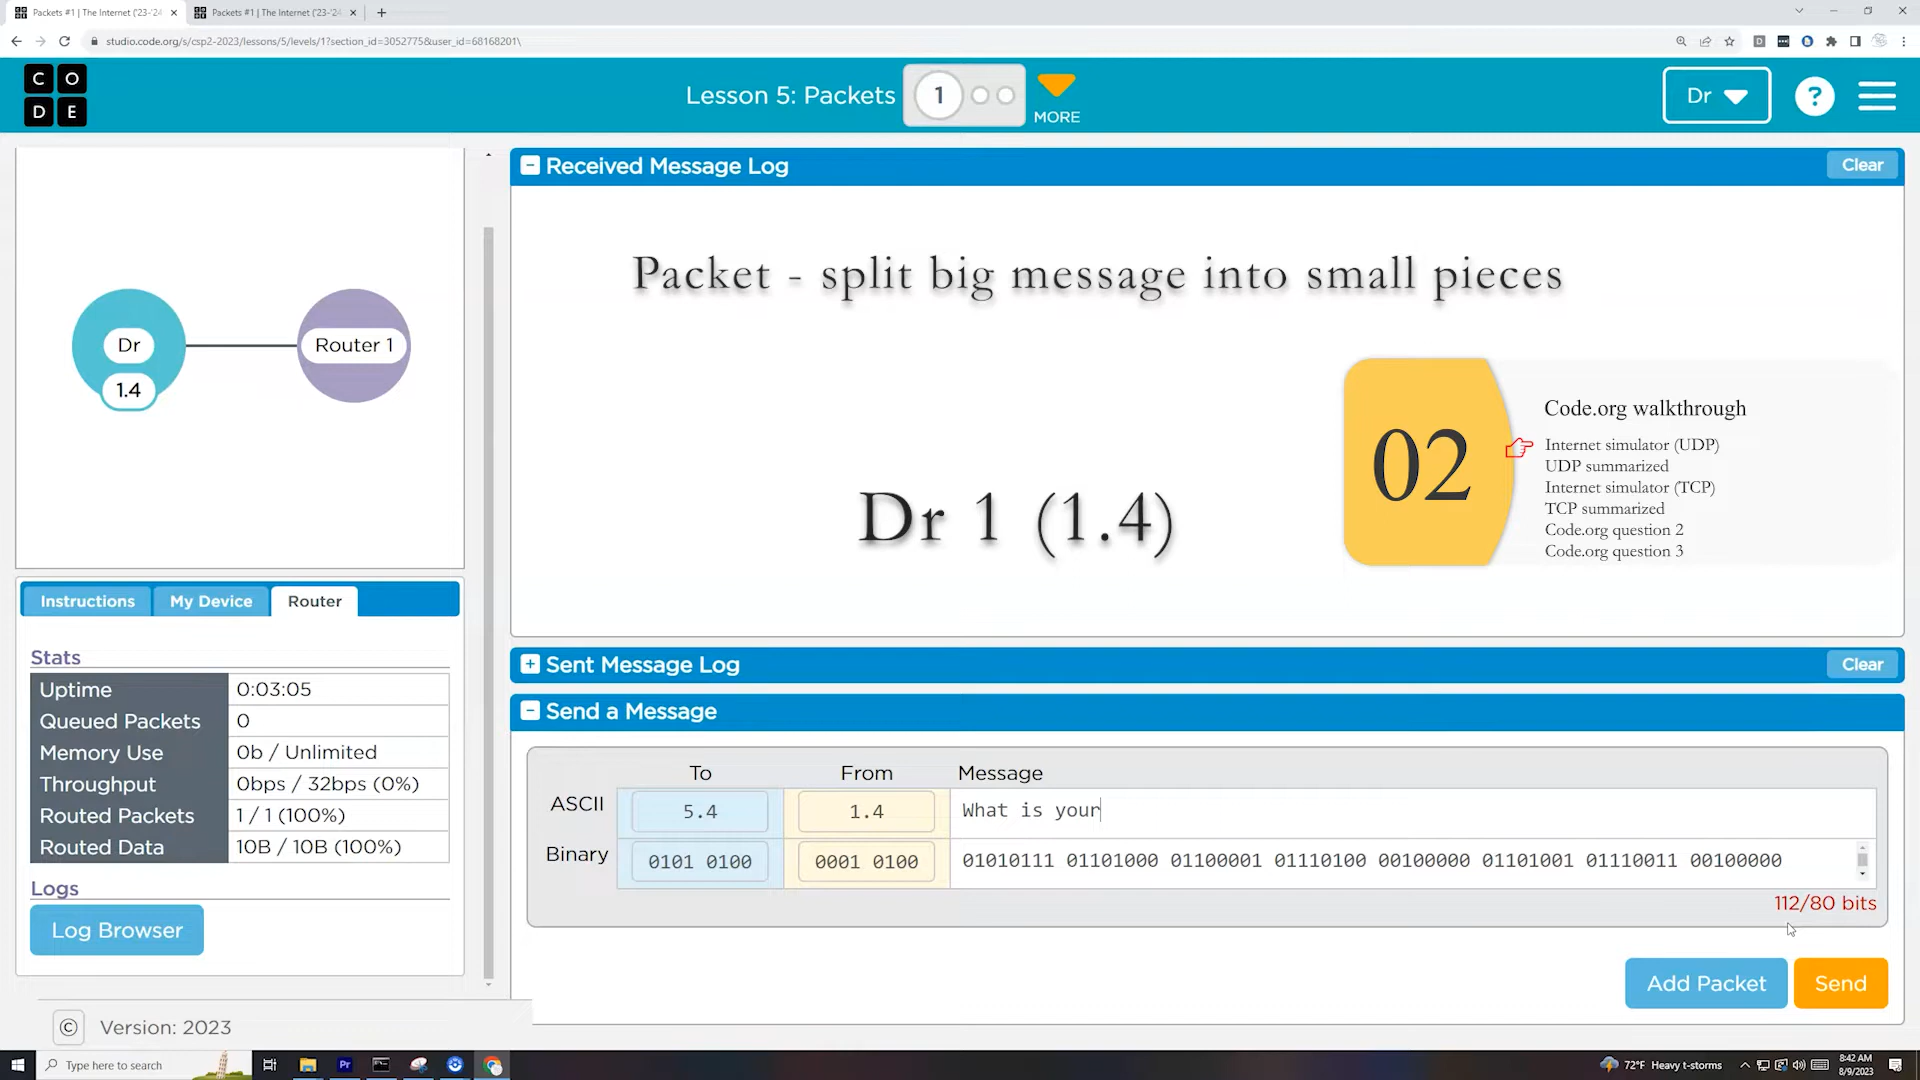 Packets #1 | The Internet ('23-'24
Packets #1 | The Internet ('23-'24
studio.code.org/s/csp2-2023/lessons/5/levels/1?section_id=3052775&user_id=68168201\
C O
D E
Lesson 5: Packets
1
MORE
Dr
?
Dr
1.4
Router 1
Instructions
My Device
Router
Stats
Uptime 0:03:05
Queued Packets 0
Memory Use 0b / Unlimited
Throughput 0bps / 32bps (0%)
Routed Packets 1 / 1 (100%)
Routed Data 10B / 10B (100%)
Logs
Log Browser
© Version: 2023
Received Message Log
Clear
Packet - split big message into small pieces
Dr 1 (1.4)
02
Code.org walkthrough
Internet simulator (UDP)
UDP summarized
Internet simulator (TCP)
TCP summarized
Code.org question 2
Code.org question 3
Sent Message Log
Clear
Send a Message
To From Message
ASCII 5.4 1.4 What is your
Binary 0101 0100 0001 0100 01010111 01101000 01100001 01110100 00100000 01101001 01110011 00100000
112/80 bits
Add Packet
Send
Type here to search
Pr
72°F Heavy t-storms
8:42 AM
8/9/2023